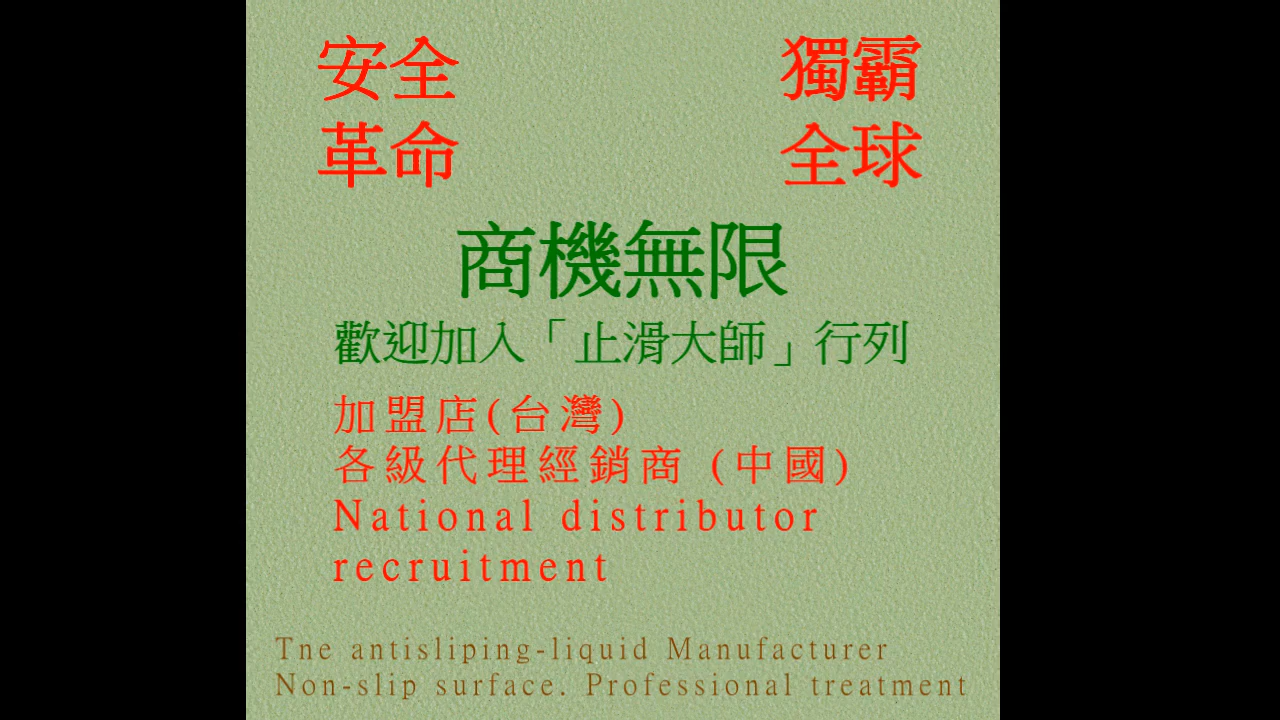 安全 獨霸
革命 全球
商機無限
歡迎加入「止滑大師」行列
加盟店(台灣)
各級代理經銷商 (中國)
National distributor
recruitment
Tne antisliping-liquid Manufacturer
Non-slip surface. Professional treatment